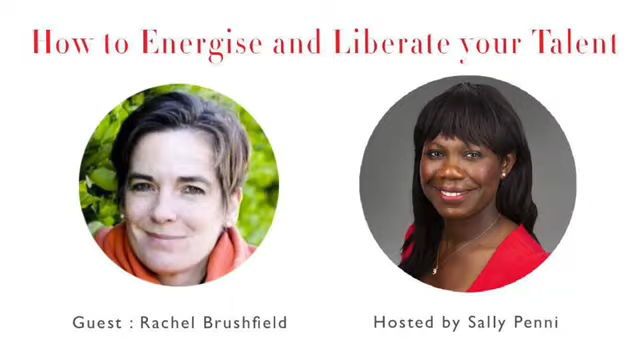 How to Energise and Liberate your Talent
Guest : Rachel Brushfield
Hosted by Sally Penni